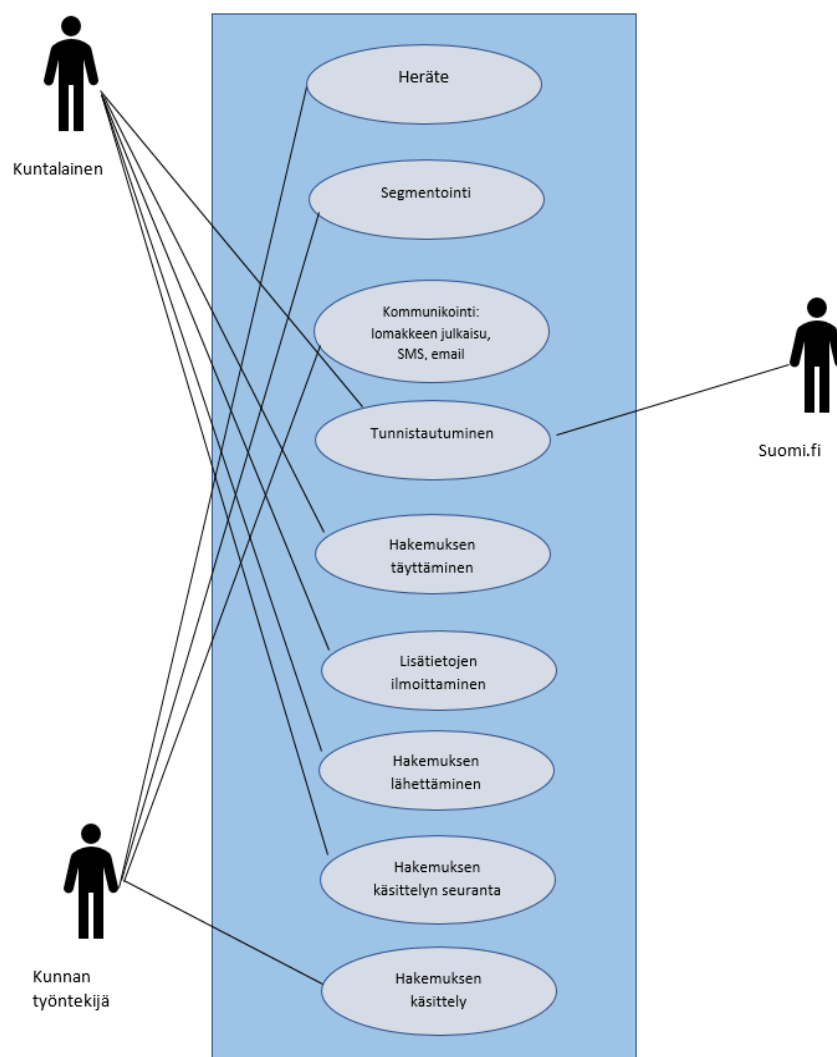 Kuntalainen
Heräte
Segmentointi
Kommunikointi:
lomakkeen julkaisu,
SMS, email
Tunnistautuminen
Suomi.fi
Hakemuksen
täyttäminen
Lisätietojen
ilmoittaminen
Hakemuksen
lähettäminen
Hakemuksen
käsittelyn seuranta
Kunnan
työntekijä
Hakemuksen
käsittely